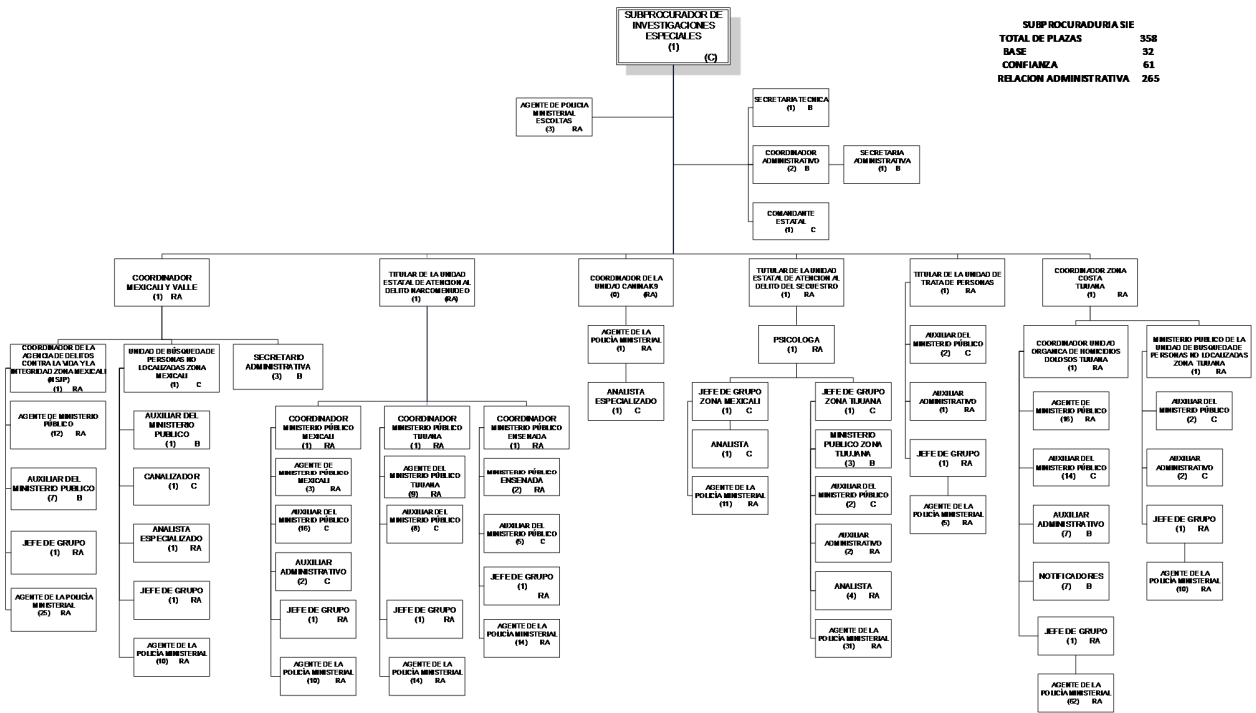 SUBPROCURADOR DE
INVESTIGACIONES
ESPECIALES
(1)
(C)
SUBPROCURADURIA SIE
TOTAL DE PLAZAS 358
BASE 32
CONFIANZA 61
RELACION ADMINISTRATIVA 265
AGENTE DE POLICIA
MINISTERIAL
ESCOLTAS
(3) RA
SECRETARIA TECNICA
(1) B
COORDINADOR
ADMINISTRATIVO
(2) B
SECRETARIA
ADMINISTRATIVA
(1) B
COMANDANTE
ESTATAL
(1) C
COORDINADOR
MEXICALI Y VALLE
(1) RA
COORDINADOR DE LA
AGENCIA DE DELITOS
CONTRA LA VIDA Y LA
INTEGRIDAD ZONA MEXICALI
(NSJP)
(1) RA
AGENTE DE MINISTERIO
PÚBLICO
(12) RA
AUXILIAR DEL
MINISTERIO PUBLICO
(7) B
JEFE DE GRUPO
(1) RA
AGENTE DE LA POLICÌA
MINISTERIAL
(25) RA
UNIDAD DE BÚSQUEDA DE
PERSONAS NO
LOCALIZADAS ZONA
MEXICALI
(1) C
AUXILIAR DEL
MINISTERIO
PUBLICO
(1) B
CANALIZADOR
(1) C
ANALISTA
ESPECIALIZADO
(1) RA
JEFE DE GRUPO
(1) RA
AGENTE DE LA
POLICÌA MINISTERIAL
(10) RA
SECRETARIO
ADMINISTRATIVA
(3) B
TITULAR DE LA UNIDAD
ESTATAL DE ATENCION AL
DELITO NARCOMENUDEO
(1) (RA)
COORDINADOR
MINISTERIO PÚBLICO
MEXICALI
(1) RA
AGENTE DE
MINISTERIO PÚBLICO
MEXICALI
(3) RA
AUXILIAR DEL
MINISTERIO PÚBLICO
(16) C
AUXILIAR
ADMINISTRATIVO
(2) C
JEFE DE GRUPO
(1) RA
AGENTE DE LA
POLICÌA MINISTERIAL
(10) RA
COORDINADOR
MINISTERIO PÚBLICO
TIJUANA
(1) RA
AGENTE DEL
MINISTERIO PÚBLICO
TIJUANA
(9) RA
AUXILIAR DEL
MINISTERIO PÚBLICO
(8) C
JEFE DE GRUPO
(1) RA
AGENTE DE LA
POLICÌA MINISTERIAL
(14) RA
COORDINADOR
MINISTERIO PÚBLICO
ENSENADA
(1) RA
MINISTERIO PÚBLICO
ENSENADA
(2) RA
AUXILIAR DEL
MINISTERIO PÚBLICO
(5) C
JEFE DE GRUPO
(1)
RA
AGENTE DE LA
POLICÌA MINISTERIAL
(14) RA
COORDINADOR DE LA
UNIDAD CANINA K9
(0) (RA)
AGENTE DE LA
POLICÌA MINISTERIAL
(1) RA
ANALISTA
ESPECIALIZADO
(1) C
TUTULAR DE LA UNIDAD
ESTATAL DE ATENCION AL
DELITO DEL SECUESTRO
(1) RA
PSICOLOGA
(1) RA
JEFE DE GRUPO
ZONA MEXICALI
(1) C
ANALISTA
(1) C
AGENTE DE LA
POLICÌA MINISTERIAL
(11) RA
JEFE DE GRUPO
ZONA TIJUANA
(1) C
MINISTERIO
PUBLICO ZONA
TIJUJANA
(3) B
AUXILIAR DEL
MINISTERIO PÚBLICO
(2) C
AUXILIAR
ADMINISTRATIVO
(2) RA
ANALISTA
(4) RA
AGENTE DE LA
POLICÌA MINISTERIAL
(31) RA
TITULAR DE LA UNIDAD DE
TRATA DE PERSONAS
(1) RA
AUXILIAR DEL
MINISTERIO PÚBLICO
(2) C
AUXILIAR
ADMINISTRATIVO
(1) RA
JEFE DE GRUPO
(1) RA
AGENTE DE LA
POLICÌA MINISTERIAL
(5) RA
COORDINADOR ZONA
COSTA
TIJUANA
(1) RA
COORDINADOR UNIDAD
ORGANICA DE HOMICIDIOS
DOLOSOS TIJUANA
(1) RA
AGENTE DE
MINISTERIO PÚBLICO
(16) RA
AUXILIAR DEL
MINISTERIO PÚBLICO
(14) C
AUXILIAR
ADMINISTRATIVO
(7) B
NOTIFICADORES
(7) B
JEFE DE GRUPO
(1) RA
AGENTE DE LA
POLICÌA MINISTERIAL
(62) RA
MINISTERIO PUBLICO DE
LA UNIDAD DE BUSQUEDA DE
PERSONAS NO LOCALIZADAS
ZONA TIJUANA
(1) RA
AUXILIAR DEL
MINISTERIO PÚBLICO
(2) C
AUXILIAR
ADMINISTRATIVO
(2) C
JEFE DE GRUPO
(1) RA
AGENTE DE LA
POLICÌA MINISTERIAL
(10) RA